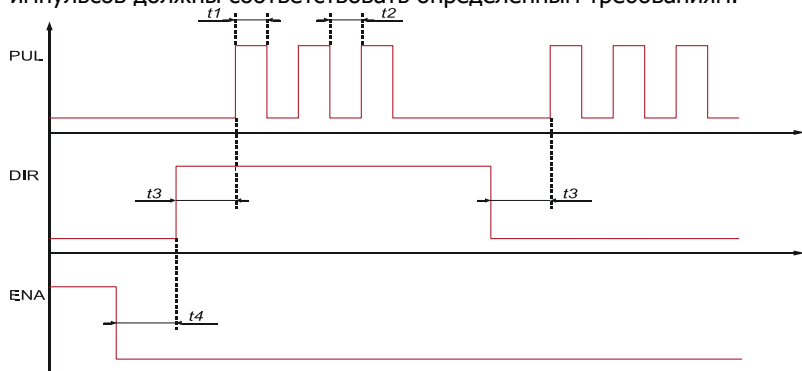 импульсов должны соответствовать определенным требованиям.
t1 t2
PUL
DIR
t3 t3
ENA
t4